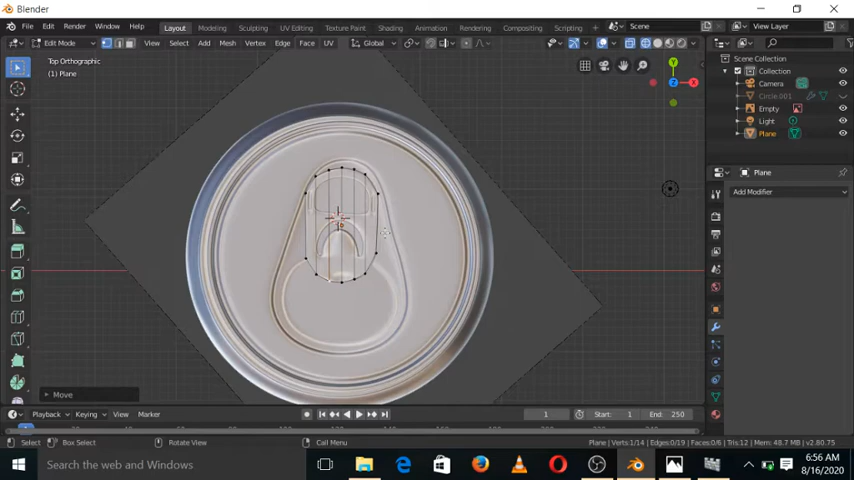 Blender
File Edit Render Window Help
Layout Modeling Sculpting UV Editing Texture Paint Shading Animation Rendering Compositing Scripting
Scene
View Layer
Edit Mode View Select Add Mesh Vertex Edge Face UV Global
Top Orthographic
(1) Plane
Scene Collection
Collection
Camera
Circle.001
Empty
Light
Plane
Plane
Add Modifier
Move
Playback Keying View Marker
1 Start: 1 End: 250
Select Box Select Rotate View Call Menu
Plane | Verts:1/14 | Edges:0/19 | Faces:0/6 | Tris:12 | Mem: 48.7 MB | v2.80.75
Search the web and Windows
6:56 AM
8/16/2020